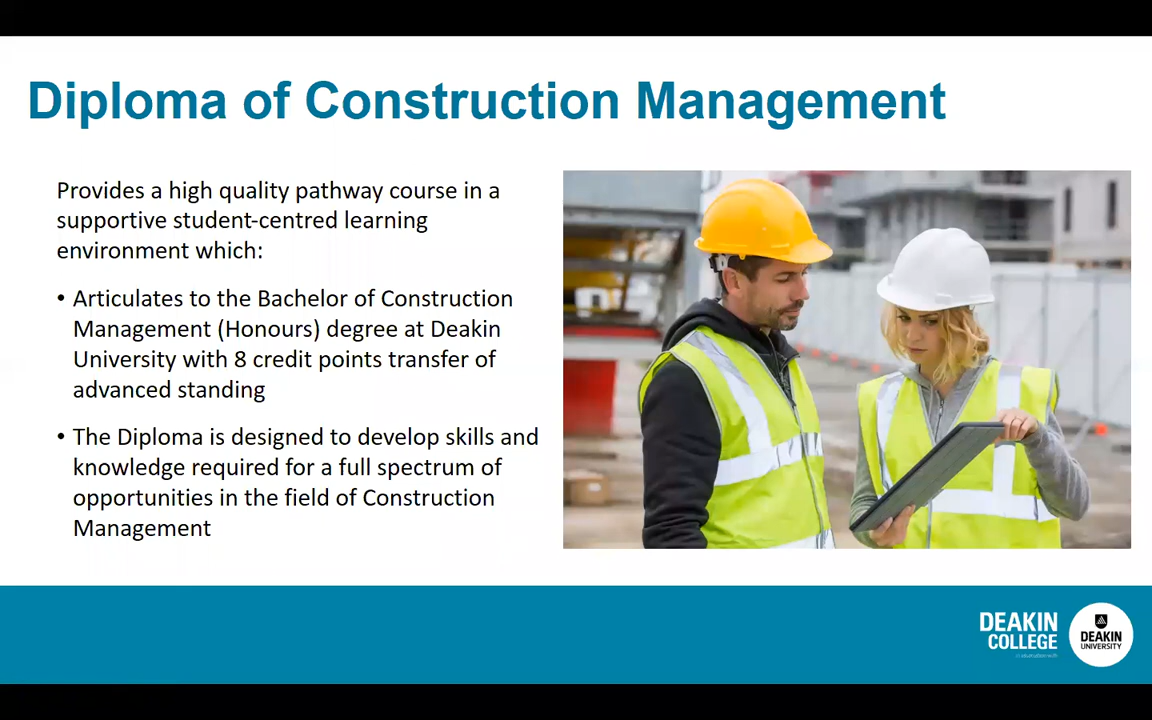 Diploma of Construction Management
Provides a high quality pathway course in a
supportive student-centred learning
environment which:
• Articulates to the Bachelor of Construction
Management (Honours) degree at Deakin
University with 8 credit points transfer of
advanced standing
• The Diploma is designed to develop skills and
knowledge required for a full spectrum of
opportunities in the field of Construction
Management
DEAKIN
COLLEGE
DEAKIN
UNIVERSITY